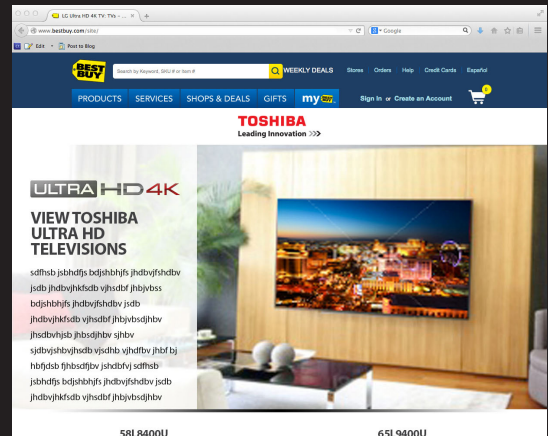 LG Ultra HD 4K TV: TVs - ...
www.bestbuy.com/site/
Google
Edit
Post to Blog
BEST BUY
Search by Keyword, SKU # or Item #
WEEKLY DEALS
Stores Orders Help Credit Cards Español
PRODUCTS SERVICES SHOPS & DEALS GIFTS my BUY
Sign In or Create an Account
0
TOSHIBA
Leading Innovation >>>
ULTRA HD 4K
VIEW TOSHIBA
ULTRA HD
TELEVISIONS
sdfhsb jsbhdfjs bdjshbhjfs jhdbvjfshdbv
jsdb jhdbvjhkfsdb vjhsdbf jhbjvbss
bdjshbhjfs jhdbvjfshdbv jsdb
jhdbvjhkfsdb vjhsdbf jhbjvbsdjhbv
jhsdbvhjsb jhbsdjhbv sjhbv
sjdbvjshbvjhsdb vjsdhb vjhdfbv jhbf bj
hbfjdsb fjhbsdfjbv jshdbfvj sdfhsb
jsbhdfjs bdjshbhjfs jhdbvjfshdbv jsdb
jhdbvjhkfsdb vjhsdbf jhbjvbsdjhbv
58L8400U 65L9400U